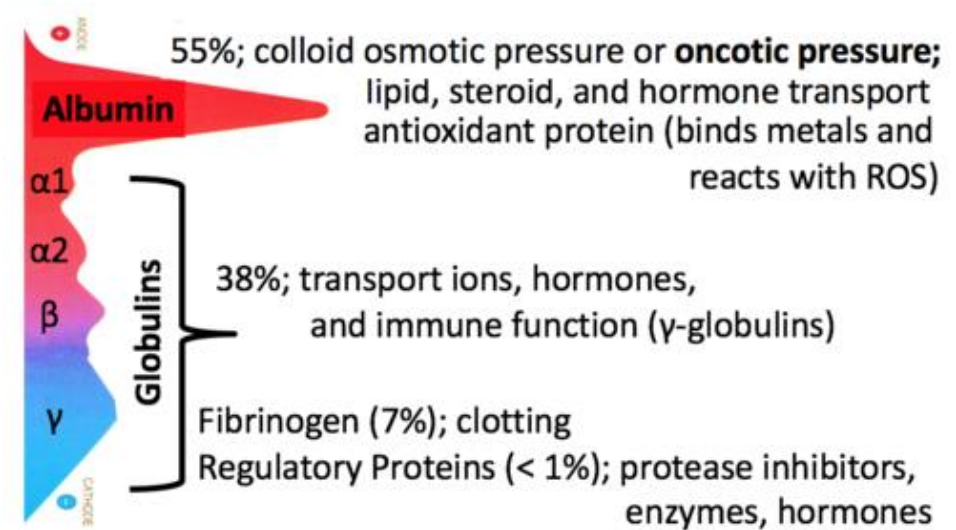 ANODE
+
55%; colloid osmotic pressure or oncotic pressure;
lipid, steroid, and hormone transport
Albumin
antioxidant protein (binds metals and
reacts with ROS)
α1
α2
β
γ
Globulins
38%; transport ions, hormones,
and immune function (γ-globulins)
Fibrinogen (7%); clotting
Regulatory Proteins (< 1%); protease inhibitors,
enzymes, hormones
-
CATHODE